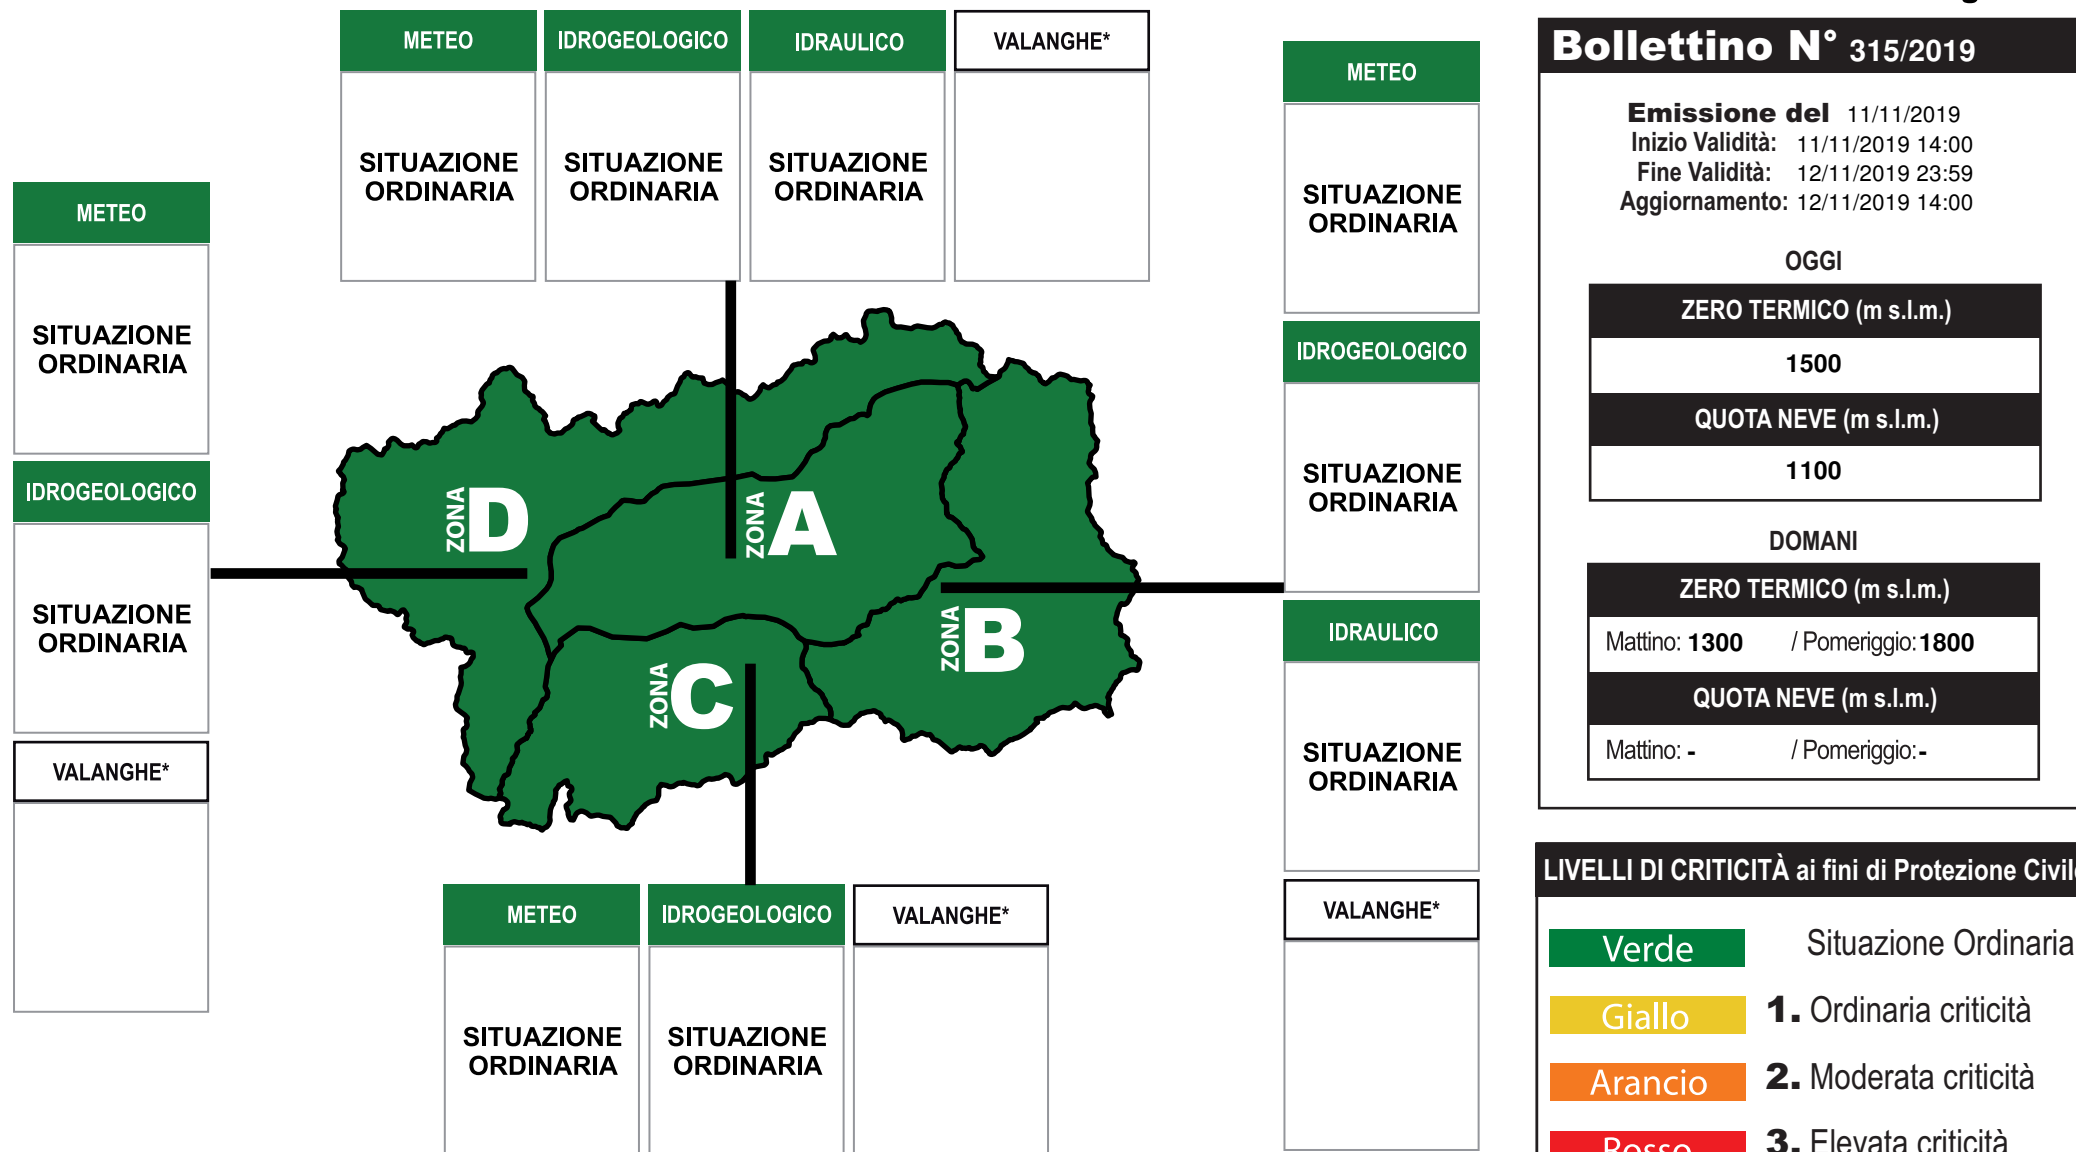 METEO
IDROGEOLOGICO
IDRAULICO
VALANGHE*
SITUAZIONE
ORDINARIA
SITUAZIONE
ORDINARIA
SITUAZIONE
ORDINARIA
METEO
SITUAZIONE
ORDINARIA
IDROGEOLOGICO
SITUAZIONE
ORDINARIA
VALANGHE*
ZONA D
ZONA A
ZONA B
ZONA C
METEO
SITUAZIONE
ORDINARIA
IDROGEOLOGICO
SITUAZIONE
ORDINARIA
IDRAULICO
SITUAZIONE
ORDINARIA
VALANGHE*
METEO
IDROGEOLOGICO
VALANGHE*
SITUAZIONE
ORDINARIA
SITUAZIONE
ORDINARIA
Bollettino N° 315/2019
Emissione del 11/11/2019
Inizio Validità: 11/11/2019 14:00
Fine Validità: 12/11/2019 23:59
Aggiornamento: 12/11/2019 14:00
OGGI
ZERO TERMICO (m s.l.m.)
1500
QUOTA NEVE (m s.l.m.)
1100
DOMANI
ZERO TERMICO (m s.l.m.)
Mattino: 1300 / Pomeriggio: 1800
QUOTA NEVE (m s.l.m.)
Mattino: - / Pomeriggio: -
LIVELLI DI CRITICITÀ ai fini di Protezione Civile
Verde Situazione Ordinaria
Giallo 1. Ordinaria criticità
Arancio 2. Moderata criticità
Rosso 3. Elevata criticità